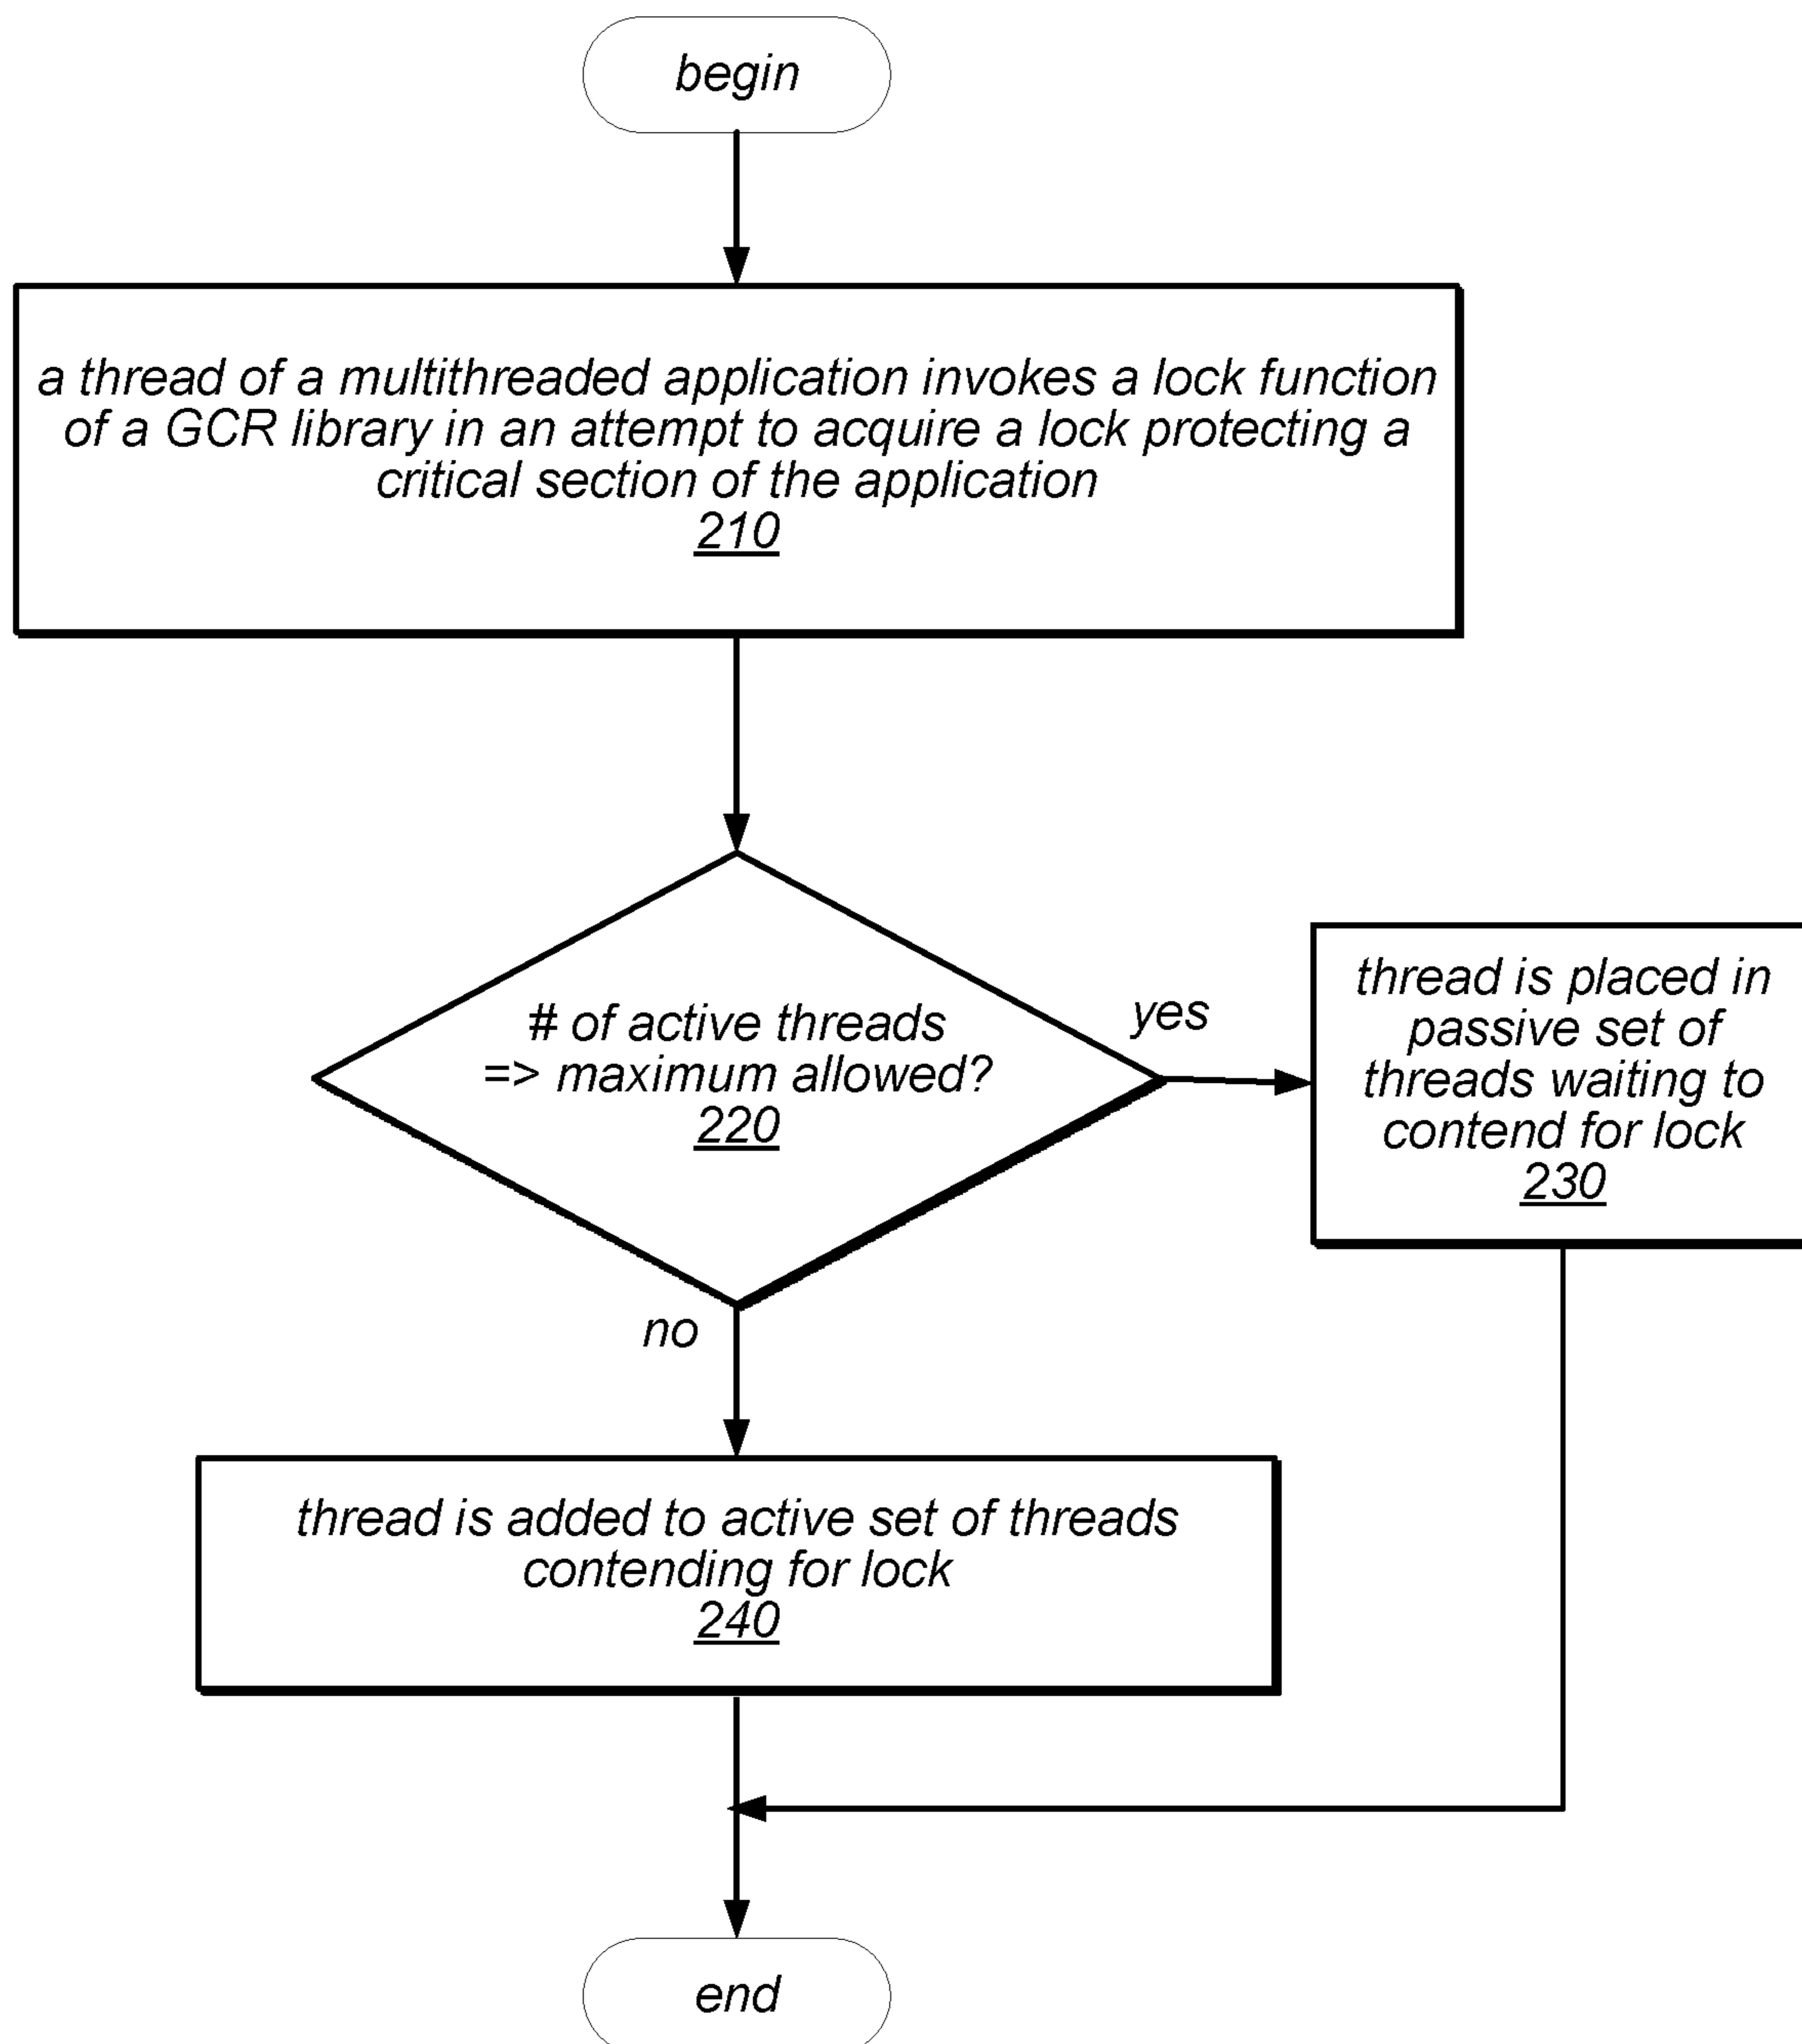 begin
a thread of a multithreaded application invokes a lock function
of a GCR library in an attempt to acquire a lock protecting a
critical section of the application
210
# of active threads
=> maximum allowed?
220
yes
thread is placed in
passive set of
threads waiting to
contend for lock
230
no
thread is added to active set of threads
contending for lock
240
end